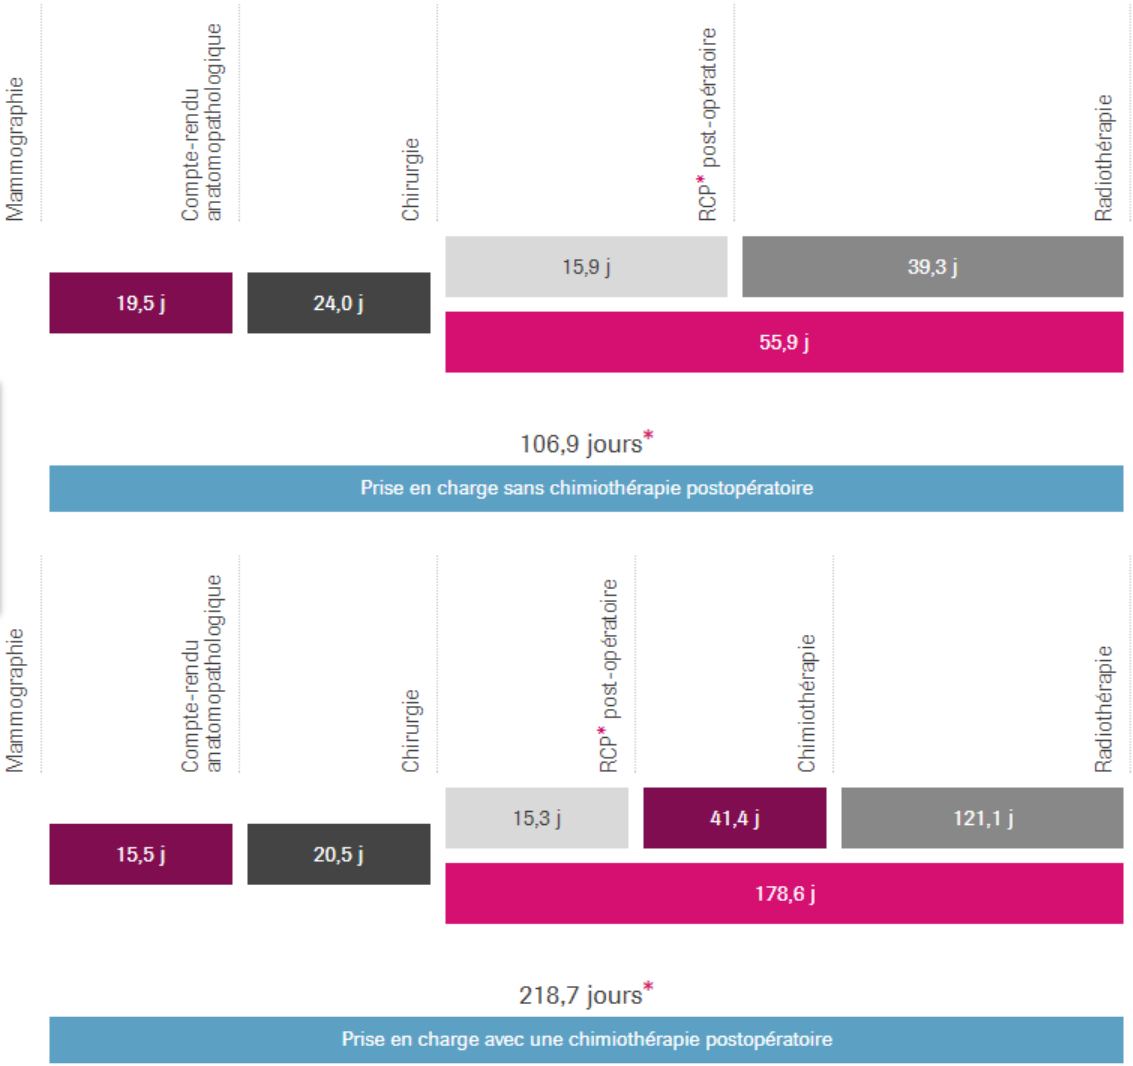 Mammographie
Compte-rendu
anatomopathologique
Chirurgie
RCP* post-opératoire
Radiothérapie
15,9 j
39,3 j
19,5 j
24,0 j
55,9 j
106,9 jours*
Prise en charge sans chimiothérapie postopératoire
Mammographie
Compte-rendu
anatomopathologique
Chirurgie
RCP* post-opératoire
Chimiothérapie
Radiothérapie
15,3 j
41,4 j
121,1 j
15,5 j
20,5 j
178,6 j
218,7 jours*
Prise en charge avec une chimiothérapie postopératoire